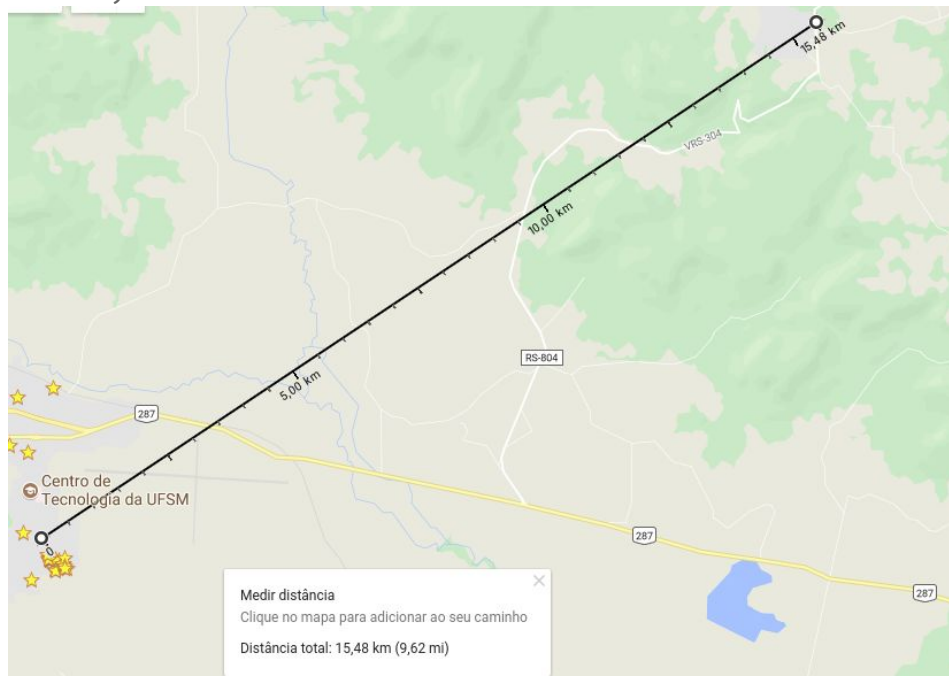 15,48 km
VRS-304
10,00 km
RS-804
5,00 km
287
Centro de
Tecnologia da UFSM
0
287
287
Medir distância
Clique no mapa para adicionar ao seu caminho
Distância total: 15,48 km (9,62 mi)